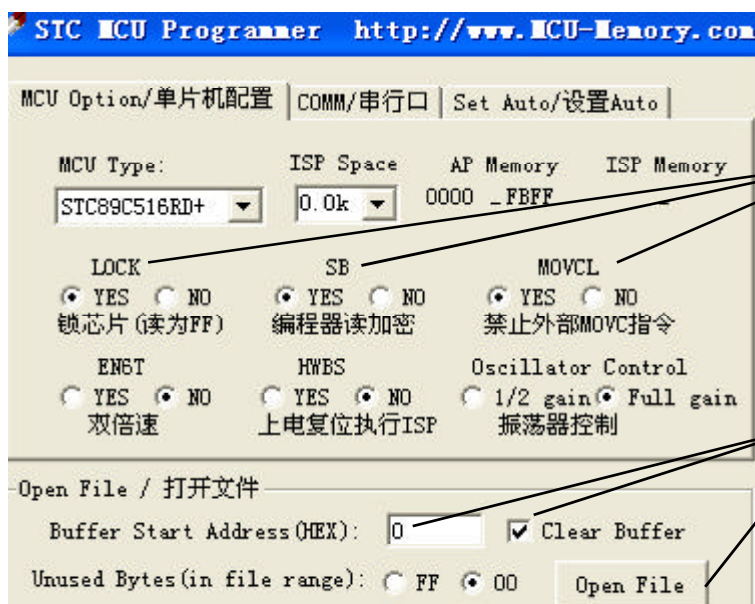 STC MCU Programmer http://www.MCU-Memory.com
MCU Option/单片机配置 COMM/串行口 Set Auto/设置Auto
MCU Type: ISP Space AP Memory ISP Memory
STC89C516RD+ 0.0k 0000 _FBFF _
LOCK SB MOVCL
YES NO YES NO YES NO
锁芯片(读为FF) 编程器读加密 禁止外部MOVC指令
EN6T HWBS Oscillator Control
YES NO YES NO 1/2 gain Full gain
双倍速 上电复位执行ISP 振荡器控制
Open File / 打开文件
Buffer Start Address(HEX): 0 Clear Buffer
Unused Bytes(in file range): FF 00 Open File